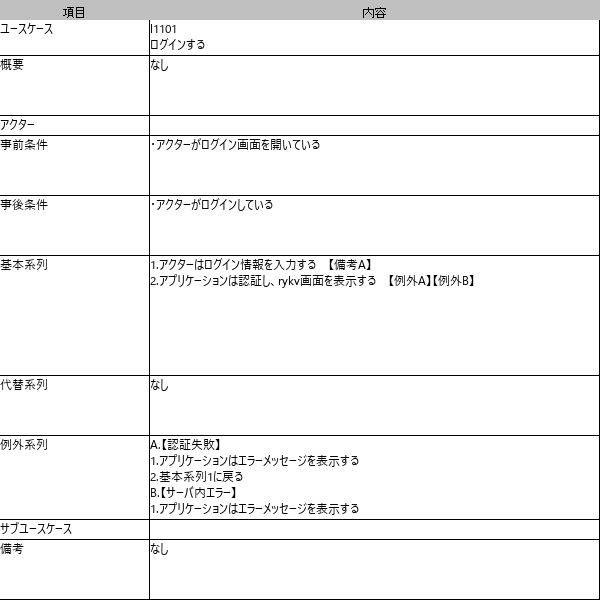 項目 内容
ユースケース I1101
ログインする
概要 なし
アクター
事前条件 ・アクターがログイン画面を開いている
事後条件 ・アクターがログインしている
基本系列 1.アクターはログイン情報を入力する 【備考A】
2.アプリケーションは認証し、rykv画面を表示する 【例外A】【例外B】
代替系列 なし
例外系列 A.【認証失敗】
1.アプリケーションはエラーメッセージを表示する
2.基本系列1に戻る
B.【サーバ内エラー】
1.アプリケーションはエラーメッセージを表示する
サブユースケース
備考 なし